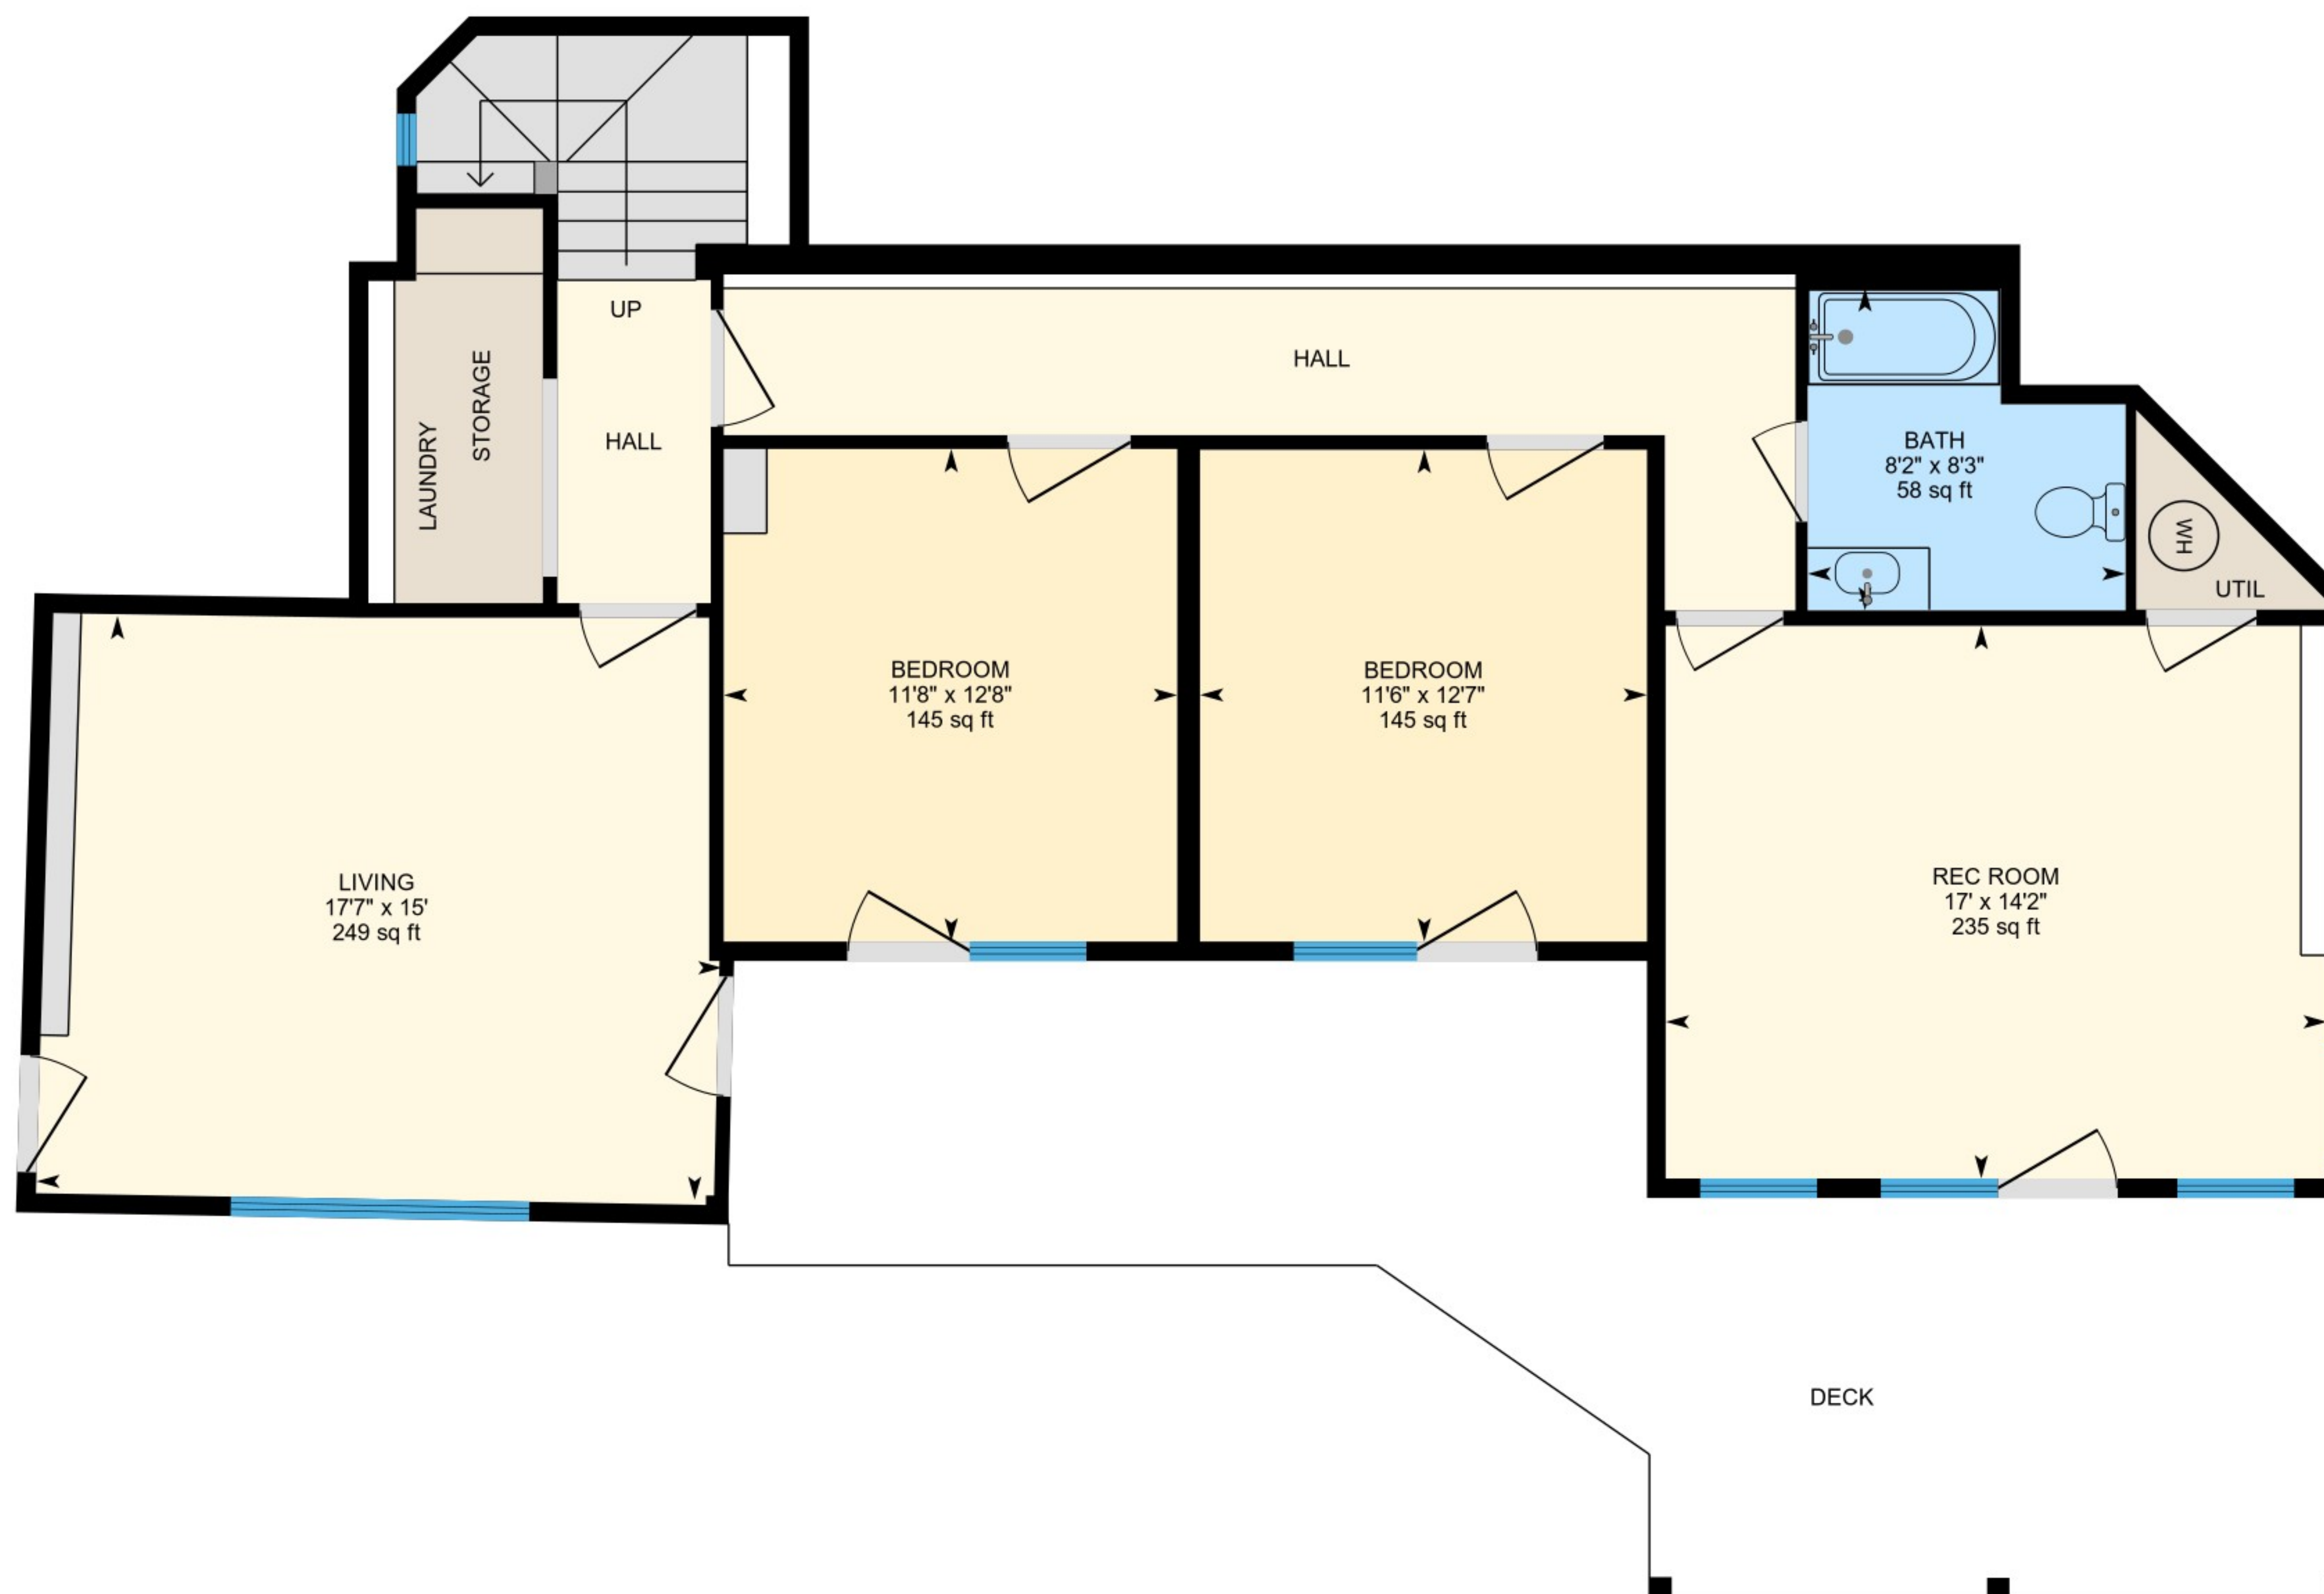 UP
HALL
STORAGE
LAUNDRY
HALL
BATH
8'2" x 8'3"
58 sq ft
WH
UTIL
BEDROOM
11'8" x 12'8"
145 sq ft
BEDROOM
11'6" x 12'7"
145 sq ft
LIVING
17'7" x 15'
249 sq ft
REC ROOM
17' x 14'2"
235 sq ft
DECK